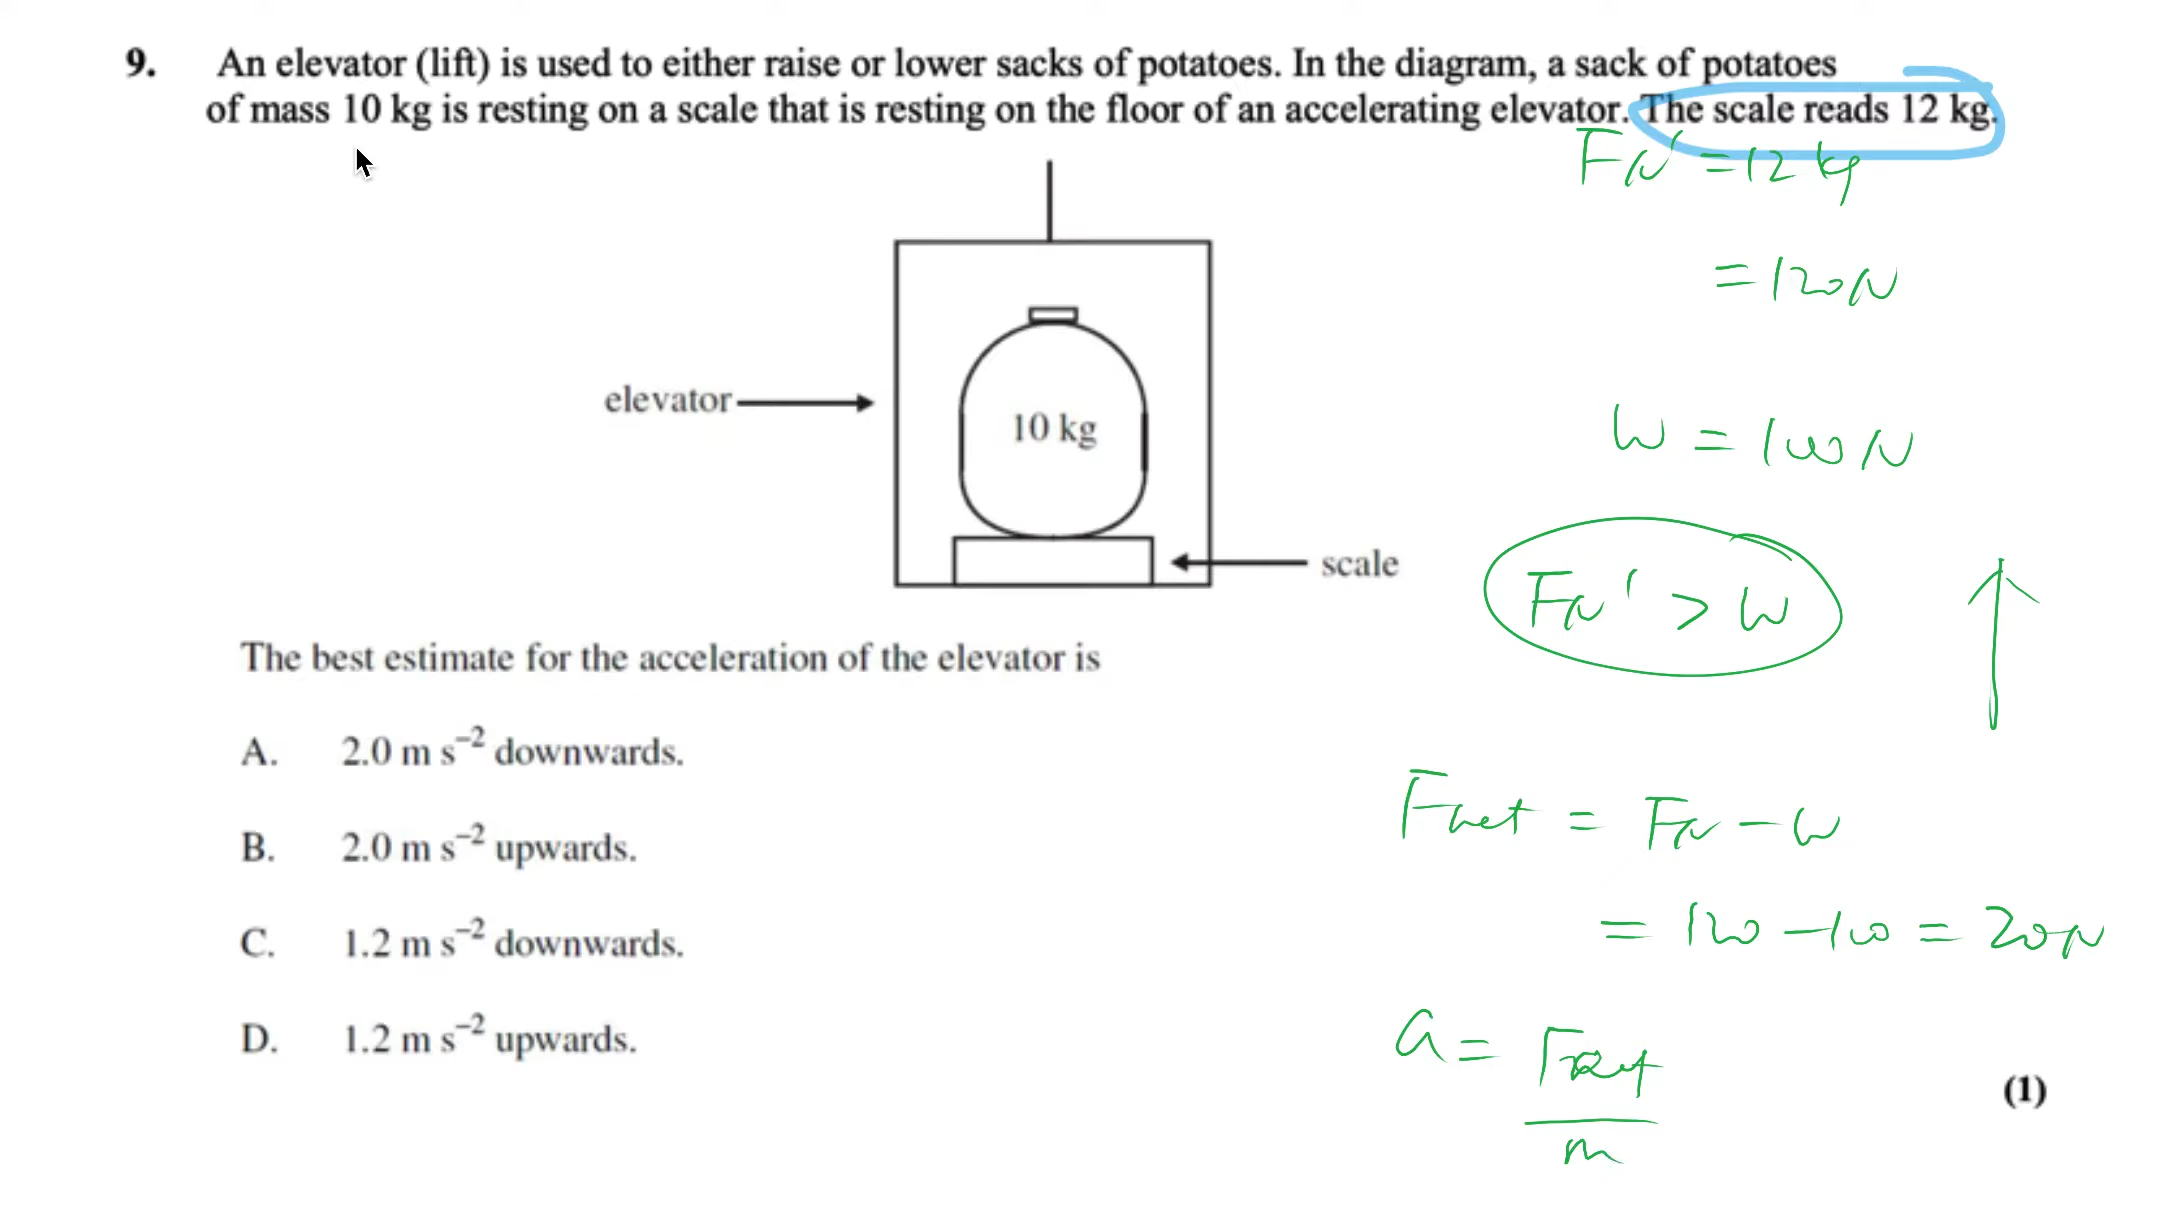 9. An elevator (lift) is used to either raise or lower sacks of potatoes. In the diagram, a sack of potatoes
of mass 10 kg is resting on a scale that is resting on the floor of an accelerating elevator. The scale reads 12 kg.
FN' = 12 kg
= 120N
elevator
10 kg
W = 100N
scale
FN' > W
The best estimate for the acceleration of the elevator is
A. 2.0 m s⁻² downwards.
B. 2.0 m s⁻² upwards.
C. 1.2 m s⁻² downwards.
D. 1.2 m s⁻² upwards.
Fnet = FN - W
= 120 - 100 = 20N
a = Fnet
m
(1)